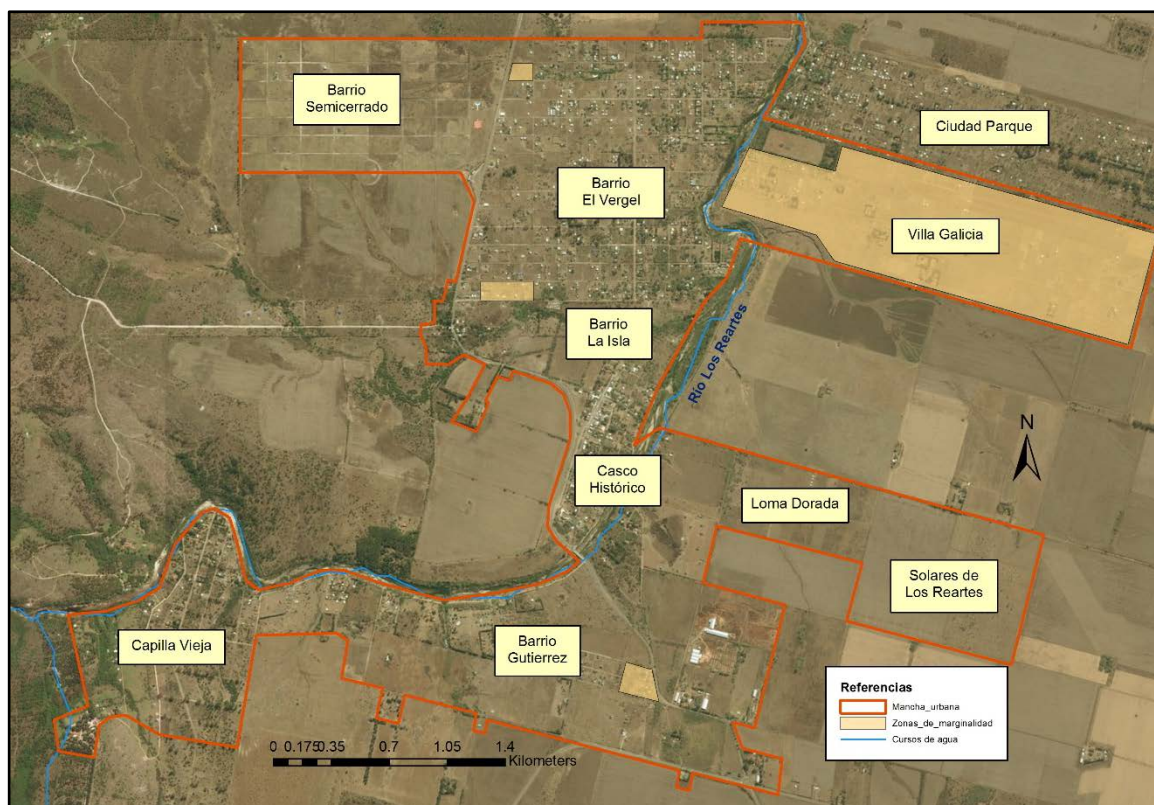 Barrio
Semicerrado
Ciudad Parque
Barrio
El Vergel
Villa Galicia
Barrio
La Isla
Río Los Reartes
N
Casco
Histórico
Loma Dorada
Solares de
Los Reartes
Capilla Vieja
Barrio
Gutierrez
Referencias
Mancha_urbana
Zonas_de_marginalidad
Cursos de agua
0 0.175 0.35 0.7 1.05 1.4
Kilometers